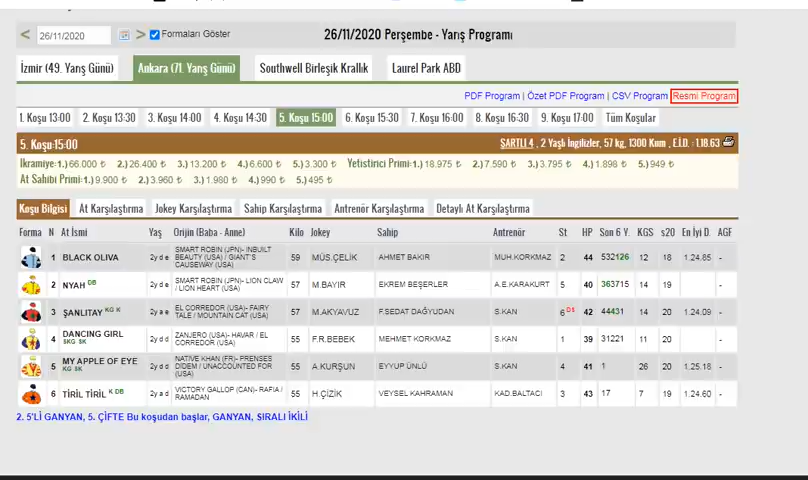 < 26/11/2020 > Formaları Göster 26/11/2020 Perşembe - Yarış Programı
İzmir (49. Yarış Günü) Ankara (71. Yarış Günü) Southwell Birleşik Krallık Laurel Park ABD
PDF Program | Özet PDF Program | CSV Program Resmi Program
1. Koşu 13:00 2. Koşu 13:30 3. Koşu 14:00 4. Koşu 14:30 5. Koşu 15:00 6. Koşu 15:30 7. Koşu 16:00 8. Koşu 16:30 9. Koşu 17:00 Tüm Koşular
5. Koşu:15:00 ŞARTLI 4 , 2 Yaşlı İngilizler, 57 kg, 1300 Kum , E.İ.D. :1.18.63
İkramiye:1.)66.000 ₺ 2.)26.400 ₺ 3.)13.200 ₺ 4.)6.600 ₺ 5.)3.300 ₺ Yetistirici Primi:1.)18.975 ₺ 2.)7.590 ₺ 3.)3.795 ₺ 4.)1.898 ₺ 5.)949 ₺
At Sahibi Primi:1.)9.900 ₺ 2.)3.960 ₺ 3.)1.980 ₺ 4.)990 ₺ 5.)495 ₺
Koşu Bilgisi At Karşılaştırma Jokey Karşılaştırma Sahip Karşılaştırma Antrenör Karşılaştırma Detaylı At Karşılaştırma
Forma N At İsmi Yaş Orijin (Baba - Anne) Kilo Jokey Sahip Antrenör St HP Son 6 Y. KGS s20 En İyi D. AGF
1 BLACK OLIVA 2y d e SMART ROBIN (JPN)- INBUILT BEAUTY (USA) / GIANT'S CAUSEWAY (USA) 59 MÜS.ÇELİK AHMET BAKIR MUH.KORKMAZ 2 44 532126 12 18 1.24.85 -
2 NYAH DB 2y d e SMART ROBIN (JPN)- LION CLAW / LION HEART (USA) 57 M.BAYIR EKREM BEŞERLER A.E.KARAKURT 5 40 363715 14 19 -
3 ŞANLITAY KG K 2y a e EL CORREDOR (USA)- FAIRY TALE / MOUNTAIN CAT (USA) 57 M.AKYAVUZ F.SEDAT DAĞYUDAN S.KAN 6 DS 42 44431 14 20 1.24.09 -
4 DANCING GIRL SKG SK 2y d d ZANJERO (USA)- HAVAR / EL CORREDOR (USA) 55 F.R.BEBEK MEHMET KORKMAZ S.KAN 1 39 31221 11 20 -
5 MY APPLE OF EYE KG SK 2y d d NATIVE KHAN (FR)- PRENSES DİDEM / UNACCOUNTED FOR (USA) 55 A.KURŞUN EYYUP ÜNLÜ S.KAN 4 41 1 26 20 1.25.18 -
6 TİRİL TİRİL K DB 2y a d VICTORY GALLOP (CAN)- RAFIA / RAMADAN 55 H.ÇİZİK VEYSEL KAHRAMAN KAD.BALTACI 3 43 17 7 19 1.24.60 -
2. 5'Lİ GANYAN, 5. ÇİFTE Bu koşudan başlar, GANYAN, SIRALI İKİLİ